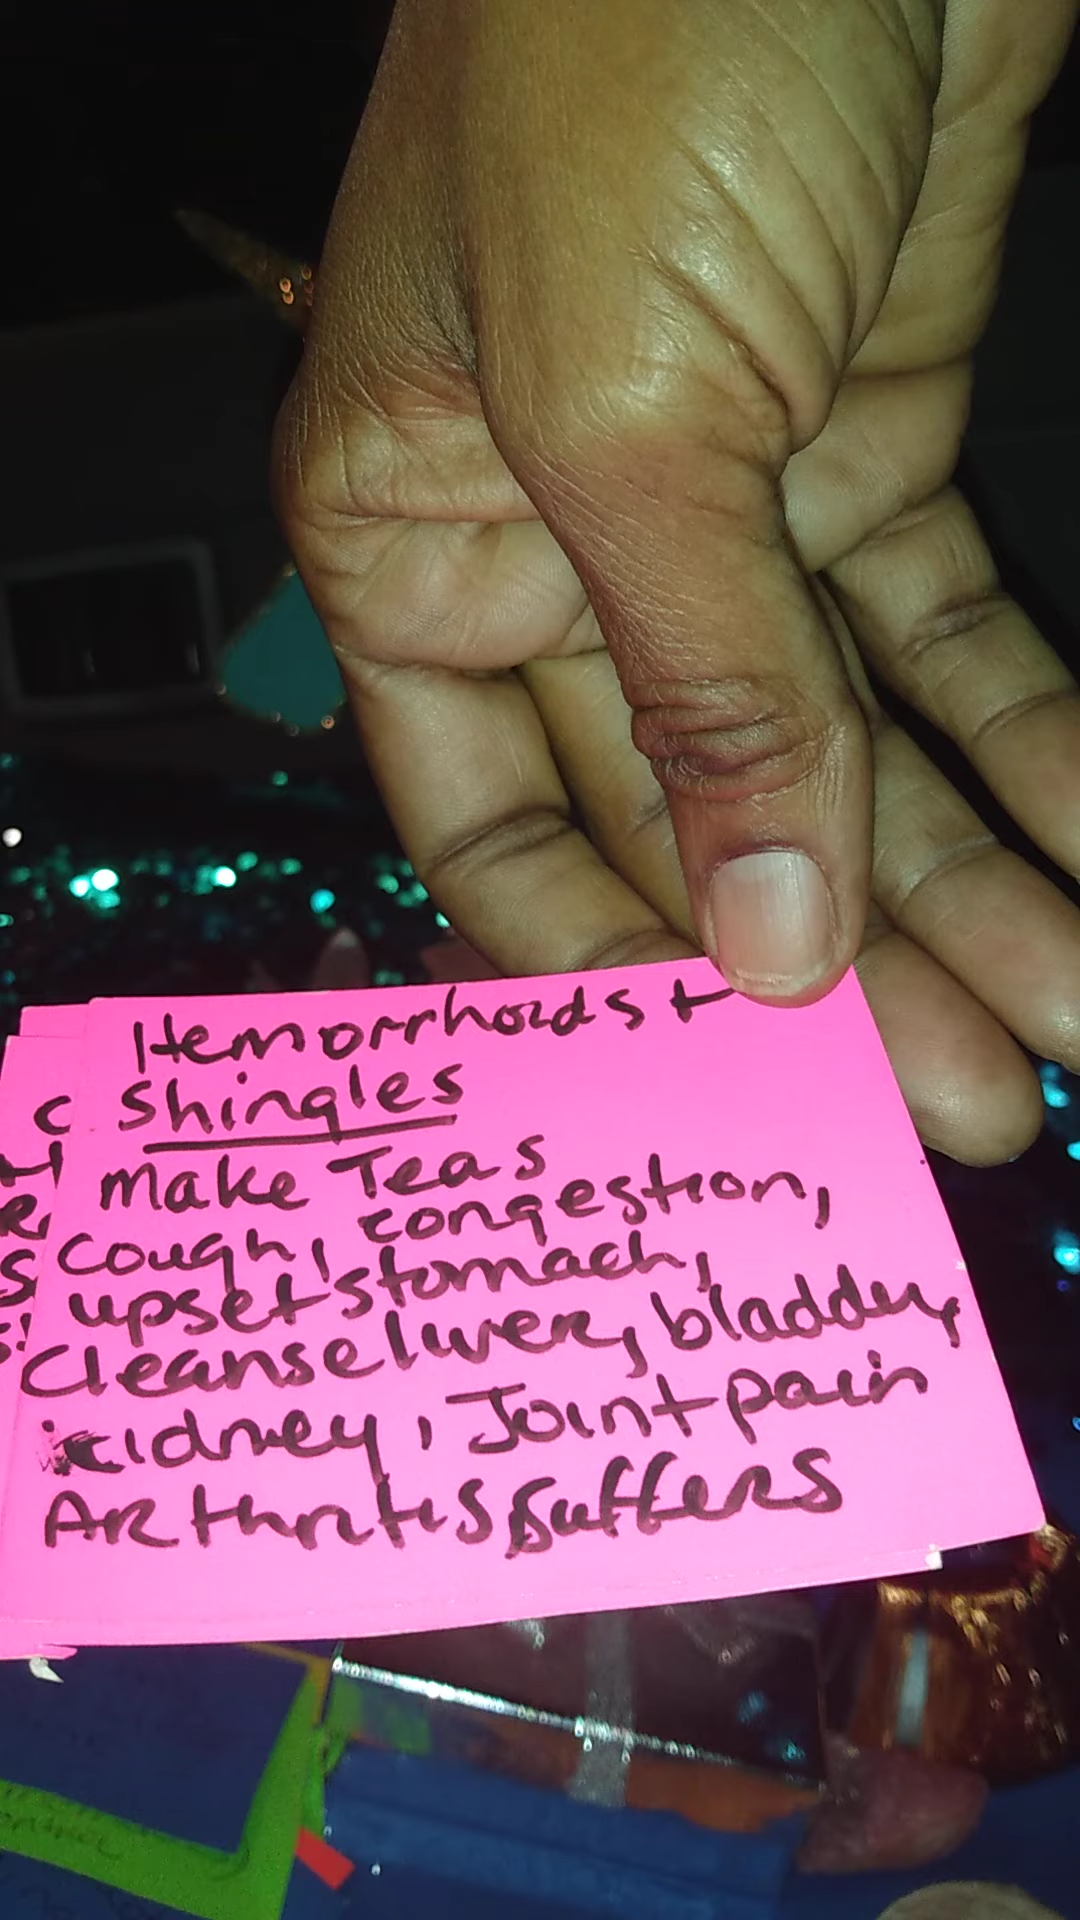 Hemorrhoids +
Shingles
Make Teas
Cough, congestion,
upset stomach,
Cleanse liver, bladder,
kidney, Joint pain
Arthritis suffers